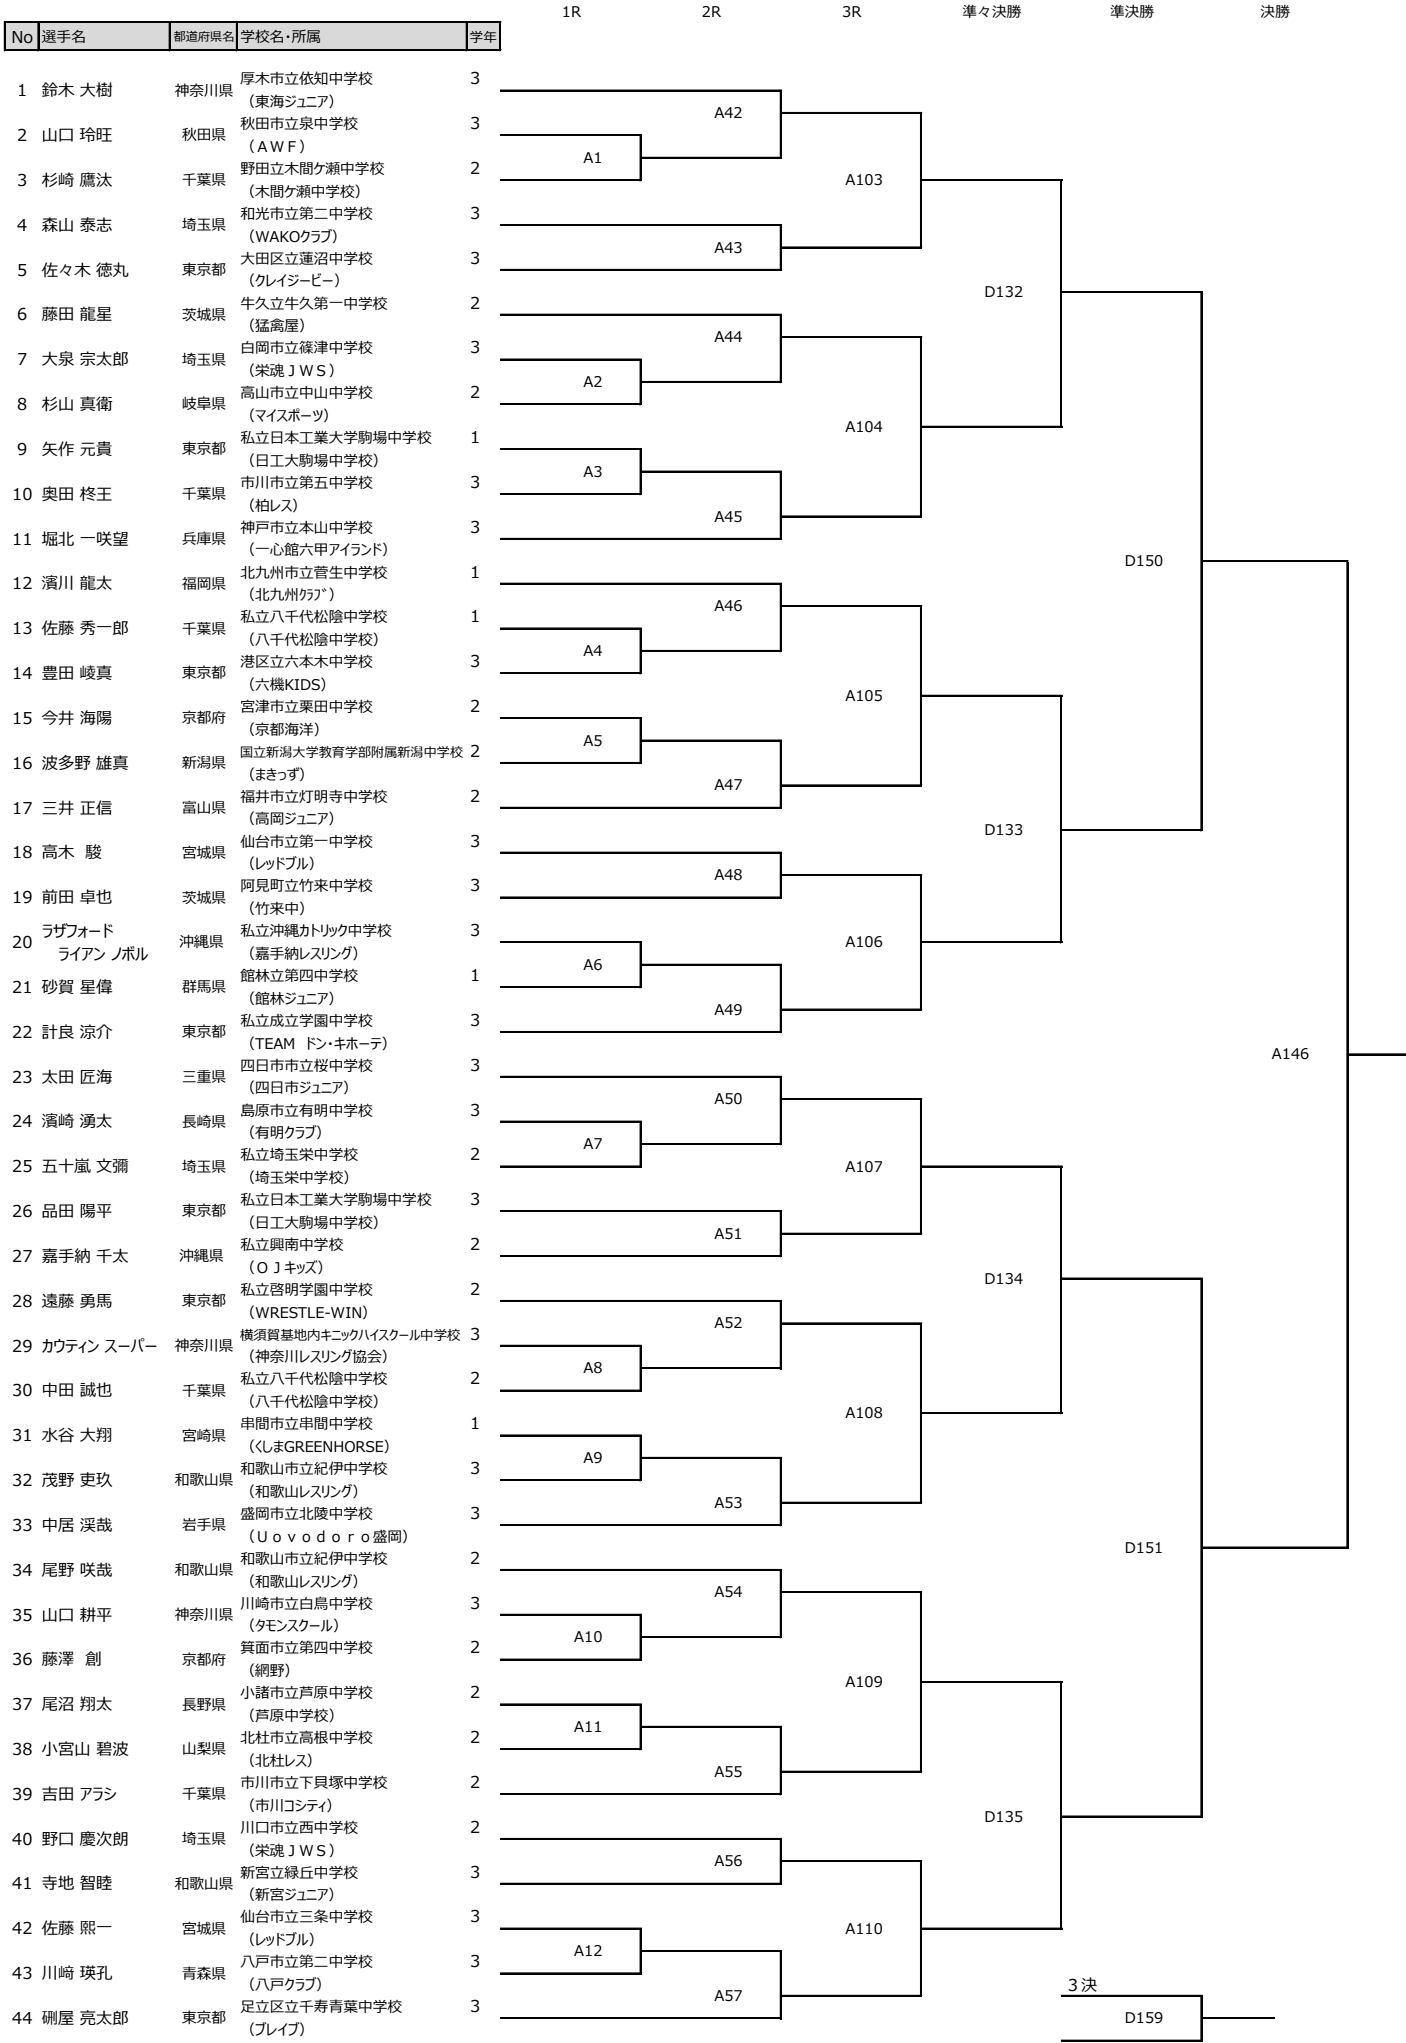 1R 2R 3R 準々決勝 準決勝 決勝
No 選手名 都道府県名 学校名・所属 学年
1 鈴木 大樹 神奈川県 厚木市立依知中学校 3
（東海ジュニア）
A42
2 山口 玲旺 秋田県 秋田市立泉中学校 3
（ＡＷＦ）
A1
3 杉崎 鷹汰 千葉県 野田立木間ケ瀬中学校 2
（木間ケ瀬中学校）
A103
4 森山 泰志 埼玉県 和光市立第二中学校 3
（WAKOクラブ）
A43
5 佐々木 徳丸 東京都 大田区立蓮沼中学校 3
（クレイジービー）
D132
6 藤田 龍星 茨城県 牛久立牛久第一中学校 2
（猛禽屋）
A44
7 大泉 宗太郎 埼玉県 白岡市立篠津中学校 3
（栄魂ＪＷＳ）
A2
8 杉山 真衛 岐阜県 高山市立中山中学校 2
（マイスポーツ）
A104
9 矢作 元貴 東京都 私立日本工業大学駒場中学校 1
（日工大駒場中学校）
A3
10 奥田 柊王 千葉県 市川市立第五中学校 3
（柏レス）
A45
11 堀北 一咲望 兵庫県 神戸市立本山中学校 3
（一心館六甲アイランド）
D150
12 濱川 龍太 福岡県 北九州市立菅生中学校 1
（北九州ｸﾗﾌﾞ）
A46
13 佐藤 秀一郎 千葉県 私立八千代松陰中学校 1
（八千代松陰中学校）
A4
14 豊田 崚真 東京都 港区立六本木中学校 3
（六機KIDS）
A105
15 今井 海陽 京都府 宮津市立栗田中学校 2
（京都海洋）
A5
16 波多野 雄真 新潟県 国立新潟大学教育学部附属新潟中学校 2
（まきっず）
A47
17 三井 正信 富山県 福井市立灯明寺中学校 2
（高岡ジュニア）
D133
18 高木 駿 宮城県 仙台市立第一中学校 3
（レッドブル）
A48
19 前田 卓也 茨城県 阿見町立竹来中学校 3
（竹来中）
20 ラザフォード
ライアン ノボル 沖縄県 私立沖縄カトリック中学校 3
（嘉手納レスリング）
A106
A6
21 砂賀 星偉 群馬県 館林立第四中学校 1
（館林ジュニア）
A49
22 計良 涼介 東京都 私立成立学園中学校 3
（TEAM ドン・キホーテ）
A146
23 太田 匠海 三重県 四日市市立桜中学校 3
（四日市ジュニア）
A50
24 濱崎 湧太 長崎県 島原市立有明中学校 3
（有明クラブ）
A7
25 五十嵐 文彌 埼玉県 私立埼玉栄中学校 2
（埼玉栄中学校）
A107
26 品田 陽平 東京都 私立日本工業大学駒場中学校 3
（日工大駒場中学校）
A51
27 嘉手納 千太 沖縄県 私立興南中学校 2
（ＯＪキッズ）
D134
28 遠藤 勇馬 東京都 私立啓明学園中学校 2
（WRESTLE-WIN）
A52
29 カウティン スーパー 神奈川県 横須賀基地内キニックハイスクール中学校 3
（神奈川レスリング協会）
A8
30 中田 誠也 千葉県 私立八千代松陰中学校 2
（八千代松陰中学校）
A108
31 水谷 大翔 宮崎県 串間市立串間中学校 1
（くしまGREENHORSE）
A9
32 茂野 吏玖 和歌山県 和歌山市立紀伊中学校 3
（和歌山レスリング）
A53
33 中居 渓哉 岩手県 盛岡市立北陵中学校 3
（Ｕｏｖｏｄｏｒｏ盛岡）
D151
34 尾野 咲哉 和歌山県 和歌山市立紀伊中学校 2
（和歌山レスリング）
A54
35 山口 耕平 神奈川県 川崎市立白鳥中学校 3
（タモンスクール）
A10
36 藤澤 創 京都府 箕面市立第四中学校 2
（網野）
A109
37 尾沼 翔太 長野県 小諸市立芦原中学校 2
（芦原中学校）
A11
38 小宮山 碧波 山梨県 北杜市立高根中学校 2
（北杜レス）
A55
39 吉田 アラシ 千葉県 市川市立下貝塚中学校 2
（市川コシティ）
D135
40 野口 慶次朗 埼玉県 川口市立西中学校 2
（栄魂ＪＷＳ）
A56
41 寺地 智睦 和歌山県 新宮立緑丘中学校 3
（新宮ジュニア）
42 佐藤 熙一 宮城県 仙台市立三条中学校 3
（レッドブル）
A110
A12
43 川﨑 瑛孔 青森県 八戸市立第二中学校 3
（八戸クラブ）
３決
A57
44 硎屋 亮太郎 東京都 足立区立千寿青葉中学校 3
（ブレイブ）
D159